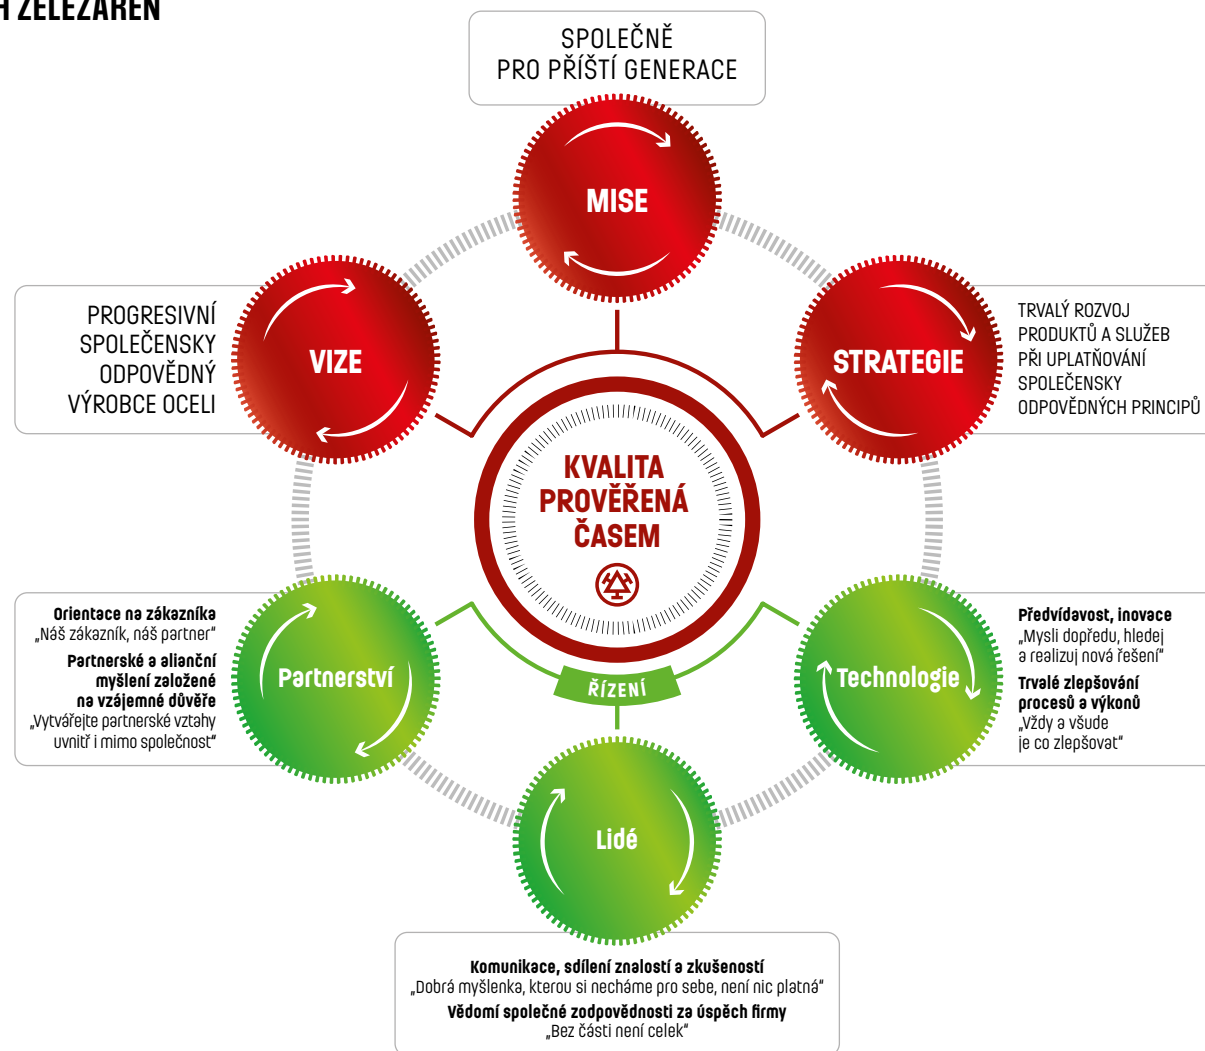 ŽELEZÁREN
SPOLEČNĚ
PRO PŘÍŠTÍ GENERACE
MISE
PROGRESIVNÍ
SPOLEČENSKY
ODPOVĚDNÝ
VÝROBCE OCELI
VIZE
STRATEGIE
TRVALÝ ROZVOJ
PRODUKTŮ A SLUŽEB
PŘI UPLATŇOVÁNÍ
SPOLEČENSKY
ODPOVĚDNÝCH PRINCIPŮ
KVALITA
PROVĚŘENÁ
ČASEM
Orientace na zákazníka
„Náš zákazník, náš partner“
Partnerské a alianční
myšlení založené
na vzájemné důvěře
„Vytvářejte partnerské vztahy
uvnitř i mimo společnost“
Partnerství
ŘÍZENÍ
Technologie
Předvídavost, inovace
„Mysli dopředu, hledej
a realizuj nová řešení“
Trvalé zlepšování
procesů a výkonů
„Vždy a všude
je co zlepšovat“
Lidé
Komunikace, sdílení znalostí a zkušeností
„Dobrá myšlenka, kterou si necháme pro sebe, není nic platná“
Vědomí společné zodpovědnosti za úspěch firmy
„Bez části není celek“